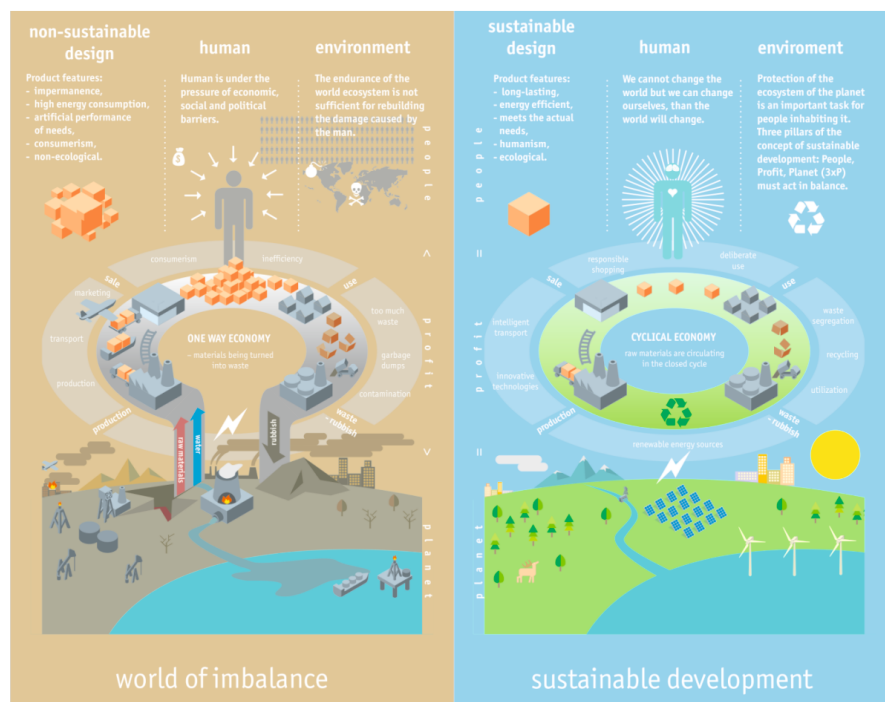 non-sustainable
design
Product features:
- impermanence,
- high energy consumption,
- artificial performance
of needs,
- consumerism,
- non-ecological.
human
Human is under the
pressure of economic,
social and political
barriers.
environment
The endurance of the
world ecosystem is not
sufficient for rebuilding
the damage caused by
the man.
$
people
<
profit
>
planet
consumerism
inefficiency
sale
use
marketing
too much
waste
transport
garbage
dumps
production
contamination
production
waste
- rubbish
ONE WAY ECONOMY
– materials being turned
into waste
raw materials
water
rubbish
world of imbalance
sustainable
design
Product features:
- long-lasting,
- energy efficient,
- meets the actual
needs,
- humanism,
- ecological.
human
We cannot change the
world but we can change
ourselves, than the
world will change.
enviroment
Protection of the
ecosystem of the planet
is an important task for
people inhabiting it.
Three pillars of the
concept of sustainable
development: People,
Profit, Planet (3xP)
must act in balance.
people
=
profit
=
planet
responsible
shopping
deliberate
use
sale
use
intelligent
transport
waste
segregation
innovative
technologies
recycling
utilization
production
waste
- rubbish
CYCLICAL ECONOMY
raw materials are circulating
in the closed cycle
renewable energy sources
sustainable development